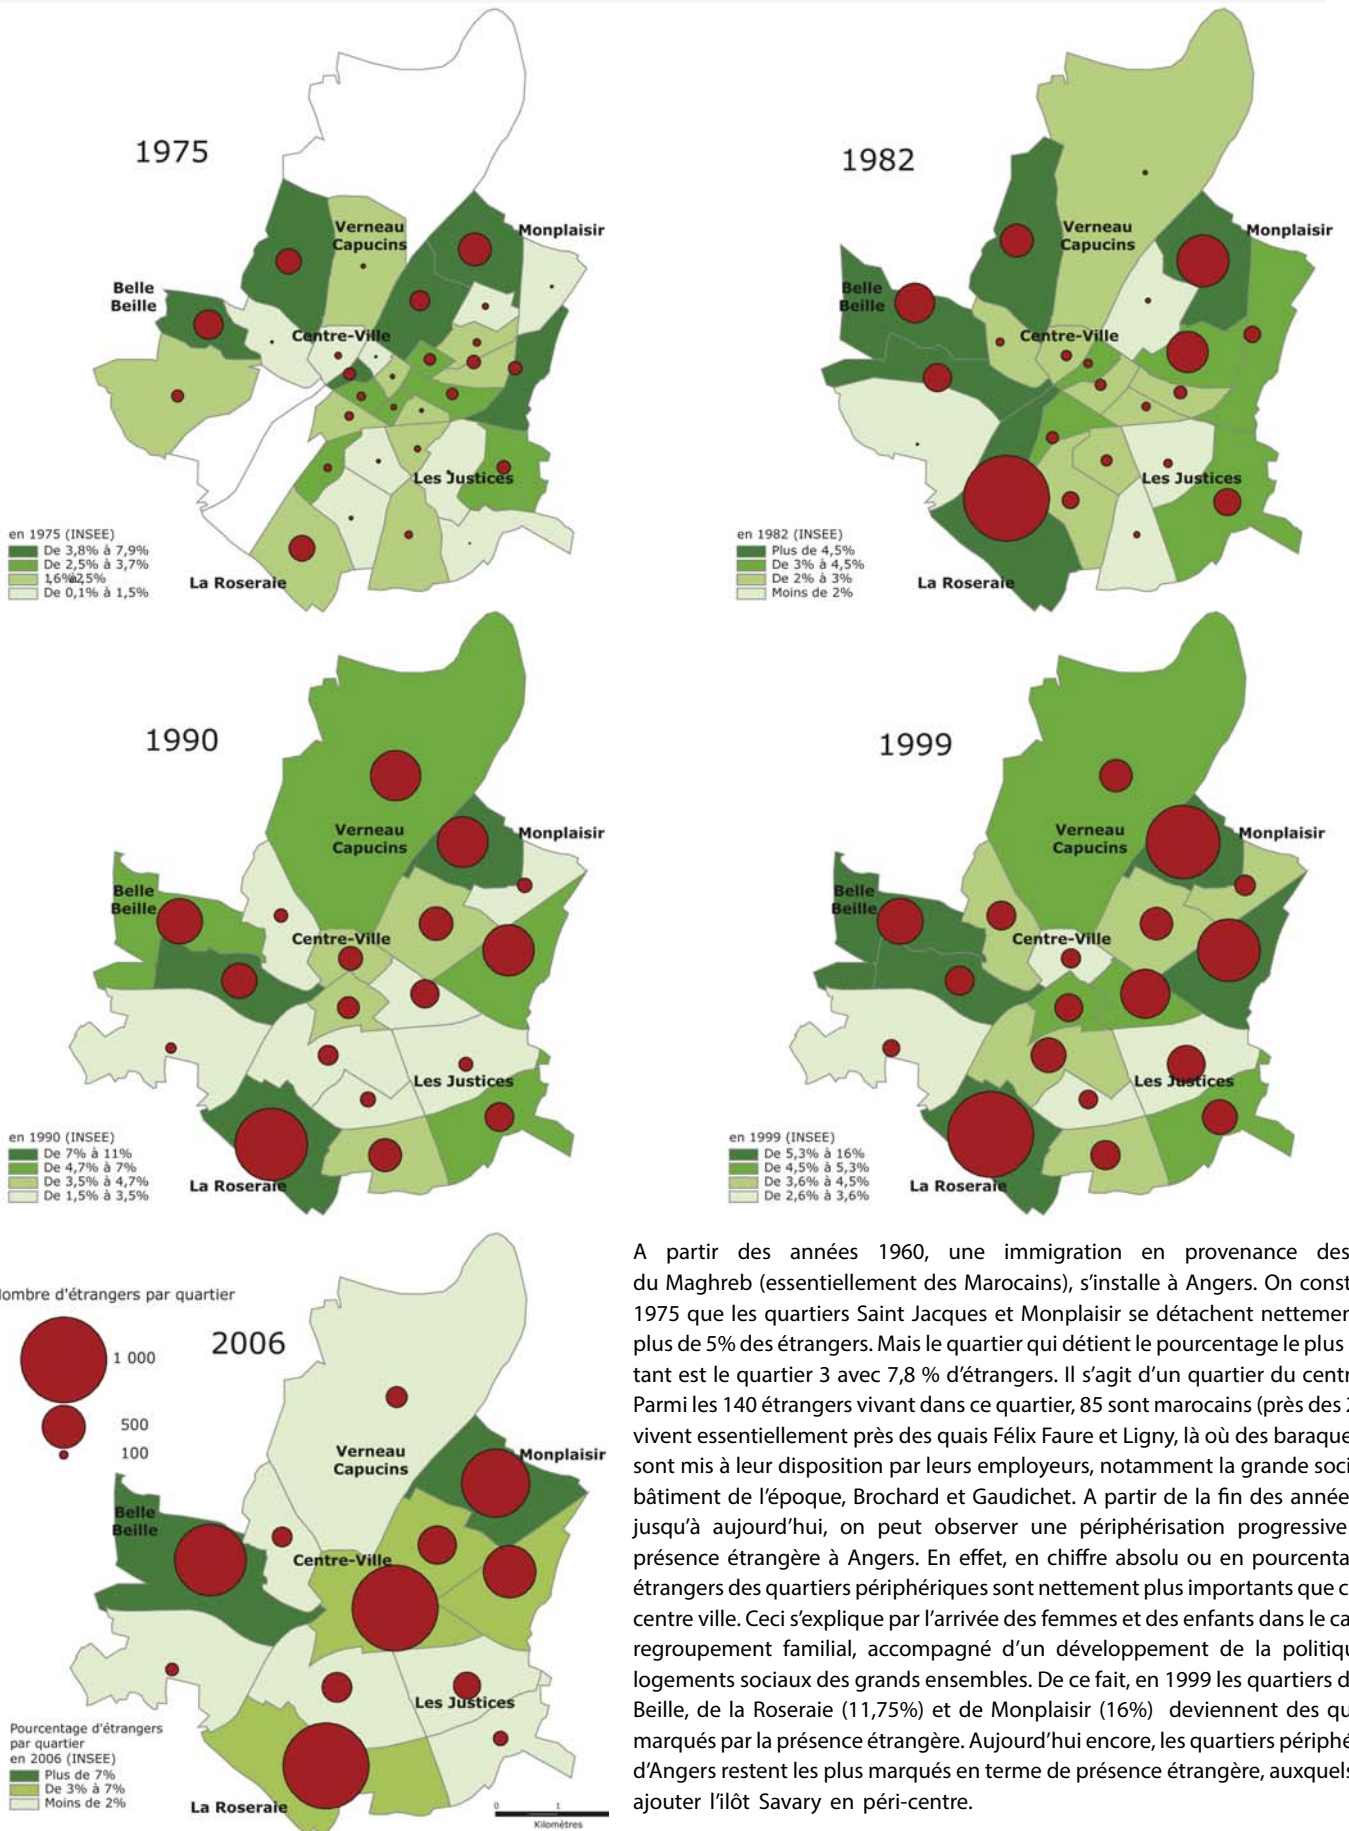 1975
Verneau
Capucins
Monplaisir
Belle
Beille
Centre-Ville
Les Justices
La Roseraie
en 1975 (INSEE)
De 3,8% à 7,9%
De 2,5% à 3,7%
De 0,1% à 1,5%
1982
Verneau
Capucins
Monplaisir
Belle
Beille
Centre-Ville
Les Justices
La Roseraie
en 1982 (INSEE)
Plus de 4,5%
De 3% à 4,5%
De 2% à 3%
Moins de 2%
1990
Verneau
Capucins
Monplaisir
Belle
Beille
Centre-Ville
Les Justices
La Roseraie
en 1990 (INSEE)
De 7% à 11%
De 4,7% à 7%
De 3,5% à 4,7%
De 1,5% à 3,5%
1999
Verneau
Capucins
Monplaisir
Belle
Beille
Centre-Ville
Les Justices
La Roseraie
en 1999 (INSEE)
De 5,3% à 16%
De 4,5% à 5,3%
De 3,6% à 4,5%
De 2,6% à 3,6%
ombre d'étrangers par quartier
1 000
500
100
2006
Verneau
Capucins
Monplaisir
Belle
Beille
Centre-Ville
Les Justices
La Roseraie
Pourcentage d'étrangers
par quartier
en 2006 (INSEE)
Plus de 7%
De 3% à 7%
Moins de 2%
0 1
Kilomètres
A partir des années 1960, une immigration en provenance des
du Maghreb (essentiellement des Marocains), s'installe à Angers. On const
1975 que les quartiers Saint Jacques et Monplaisir se détachent nettemen
plus de 5% des étrangers. Mais le quartier qui détient le pourcentage le plus
tant est le quartier 3 avec 7,8 % d'étrangers. Il s'agit d'un quartier du centr
Parmi les 140 étrangers vivant dans ce quartier, 85 sont marocains (près des 2
vivent essentiellement près des quais Félix Faure et Ligny, là où des baraque
sont mis à leur disposition par leurs employeurs, notamment la grande soci
bâtiment de l'époque, Brochard et Gaudichet. A partir de la fin des année
jusqu'à aujourd'hui, on peut observer une périphérisation progressive
présence étrangère à Angers. En effet, en chiffre absolu ou en pourcenta
étrangers des quartiers périphériques sont nettement plus importants que c
centre ville. Ceci s'explique par l'arrivée des femmes et des enfants dans le ca
regroupement familial, accompagné d'un développement de la politiqu
logements sociaux des grands ensembles. De ce fait, en 1999 les quartiers d
Beille, de la Roseraie (11,75%) et de Monplaisir (16%) deviennent des qu
marqués par la présence étrangère. Aujourd'hui encore, les quartiers périphé
d'Angers restent les plus marqués en terme de présence étrangère, auxquels
ajouter l'ilôt Savary en péri-centre.